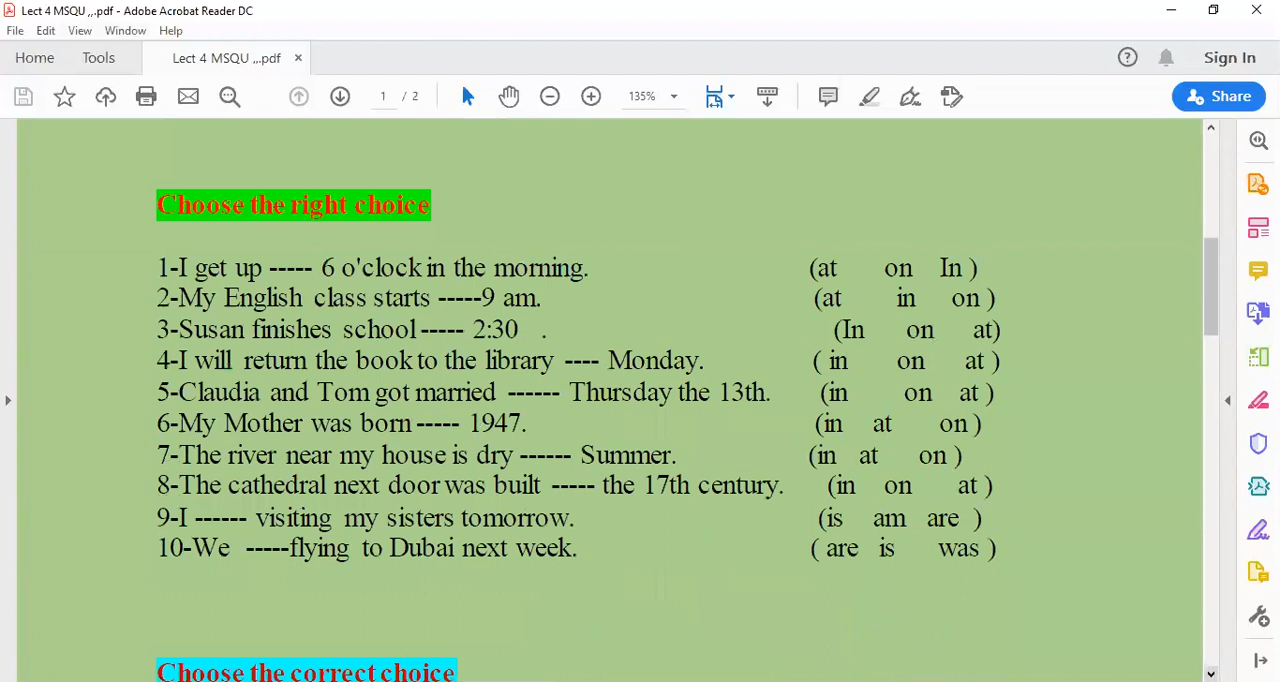 Lect 4 MSQU ,,.pdf - Adobe Acrobat Reader DC
File Edit View Window Help
Home Tools Lect 4 MSQU ,,.pdf × Sign In
1 / 2 135% Share
Choose the right choice
1-I get up ----- 6 o'clock in the morning. (at on In )
2-My English class starts -----9 am. (at in on )
3-Susan finishes school ----- 2:30 . (In on at)
4-I will return the book to the library ---- Monday. ( in on at )
5-Claudia and Tom got married ------ Thursday the 13th. (in on at )
6-My Mother was born ----- 1947. (in at on )
7-The river near my house is dry ------ Summer. (in at on )
8-The cathedral next door was built ----- the 17th century. (in on at )
9-I ------ visiting my sisters tomorrow. (is am are )
10-We -----flying to Dubai next week. ( are is was )
Choose the correct choice